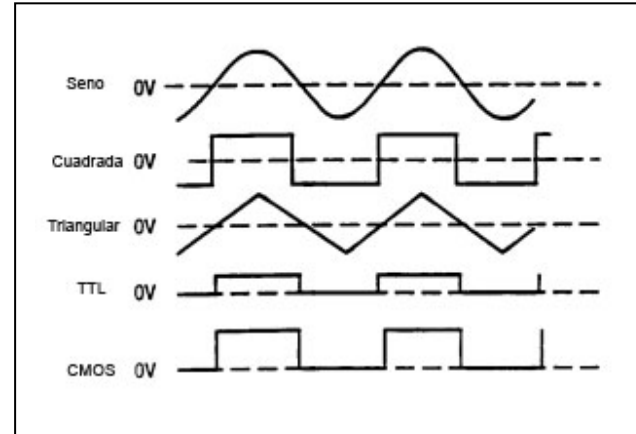 Seno 0V
Cuadrada 0V
Triangular 0V
TTL 0V
CMOS 0V